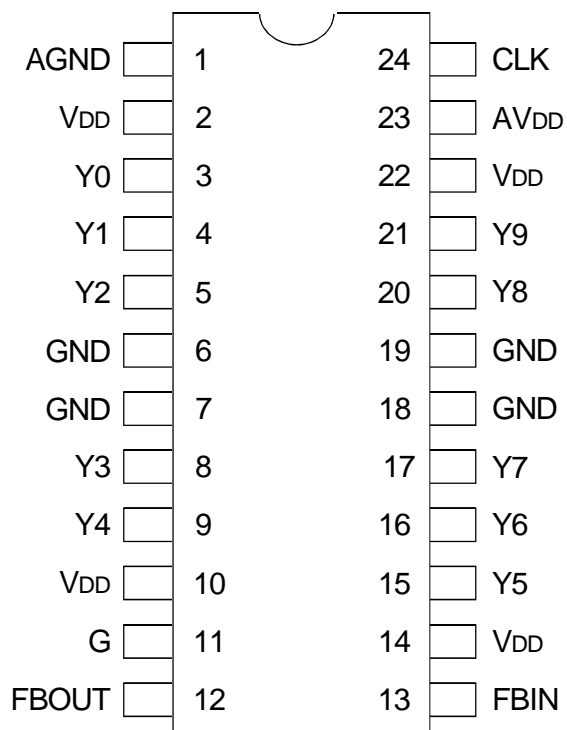 AGND 1 24 CLK
VDD 2 23 AVDD
Y0 3 22 VDD
Y1 4 21 Y9
Y2 5 20 Y8
GND 6 19 GND
GND 7 18 GND
Y3 8 17 Y7
Y4 9 16 Y6
VDD 10 15 Y5
G 11 14 VDD
FBOUT 12 13 FBIN